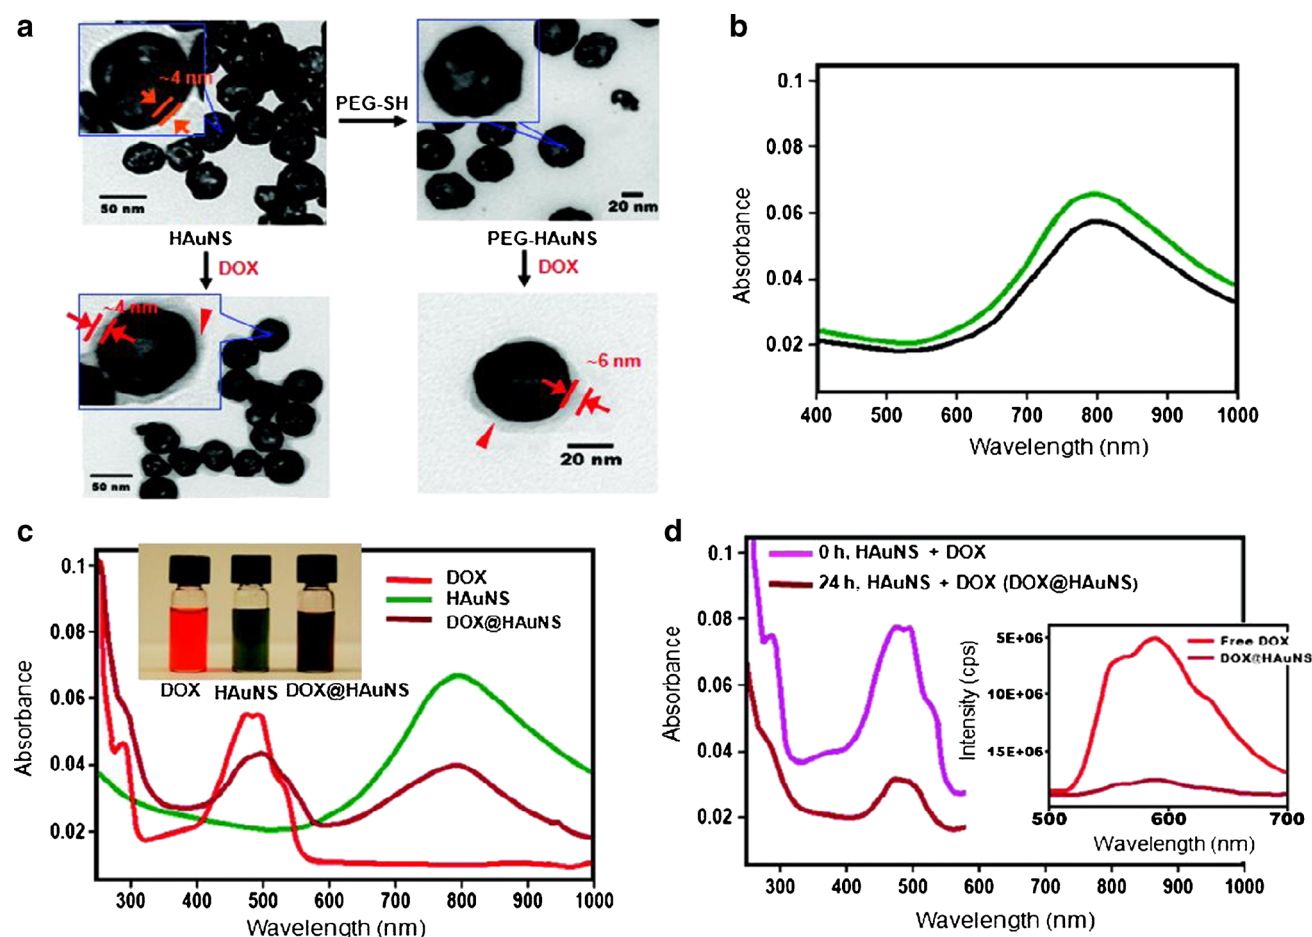 a
~4 nm
50 nm
HAuNS
PEG-SH
20 nm
PEG-HAuNS
DOX
DOX
~4 nm
50 nm
~6 nm
20 nm
b
0.1
0.08
0.06
0.04
0.02
Absorbance
400 500 600 700 800 900 1000
Wavelength (nm)
c
0.1
0.08
0.06
0.04
0.02
Absorbance
DOX HAuNS DOX@HAuNS
DOX
HAuNS
DOX@HAuNS
300 400 500 600 700 800 900 1000
Wavelength (nm)
d
0.1
0.08
0.06
0.04
0.02
Absorbance
0 h, HAuNS + DOX
24 h, HAuNS + DOX (DOX@HAuNS)
300 400 500 600 700 800 900 1000
Wavelength (nm)
5E+06
10E+06
15E+06
Intensity (cps)
Free DOX
DOX@HAuNS
500 600 700
Wavelength (nm)